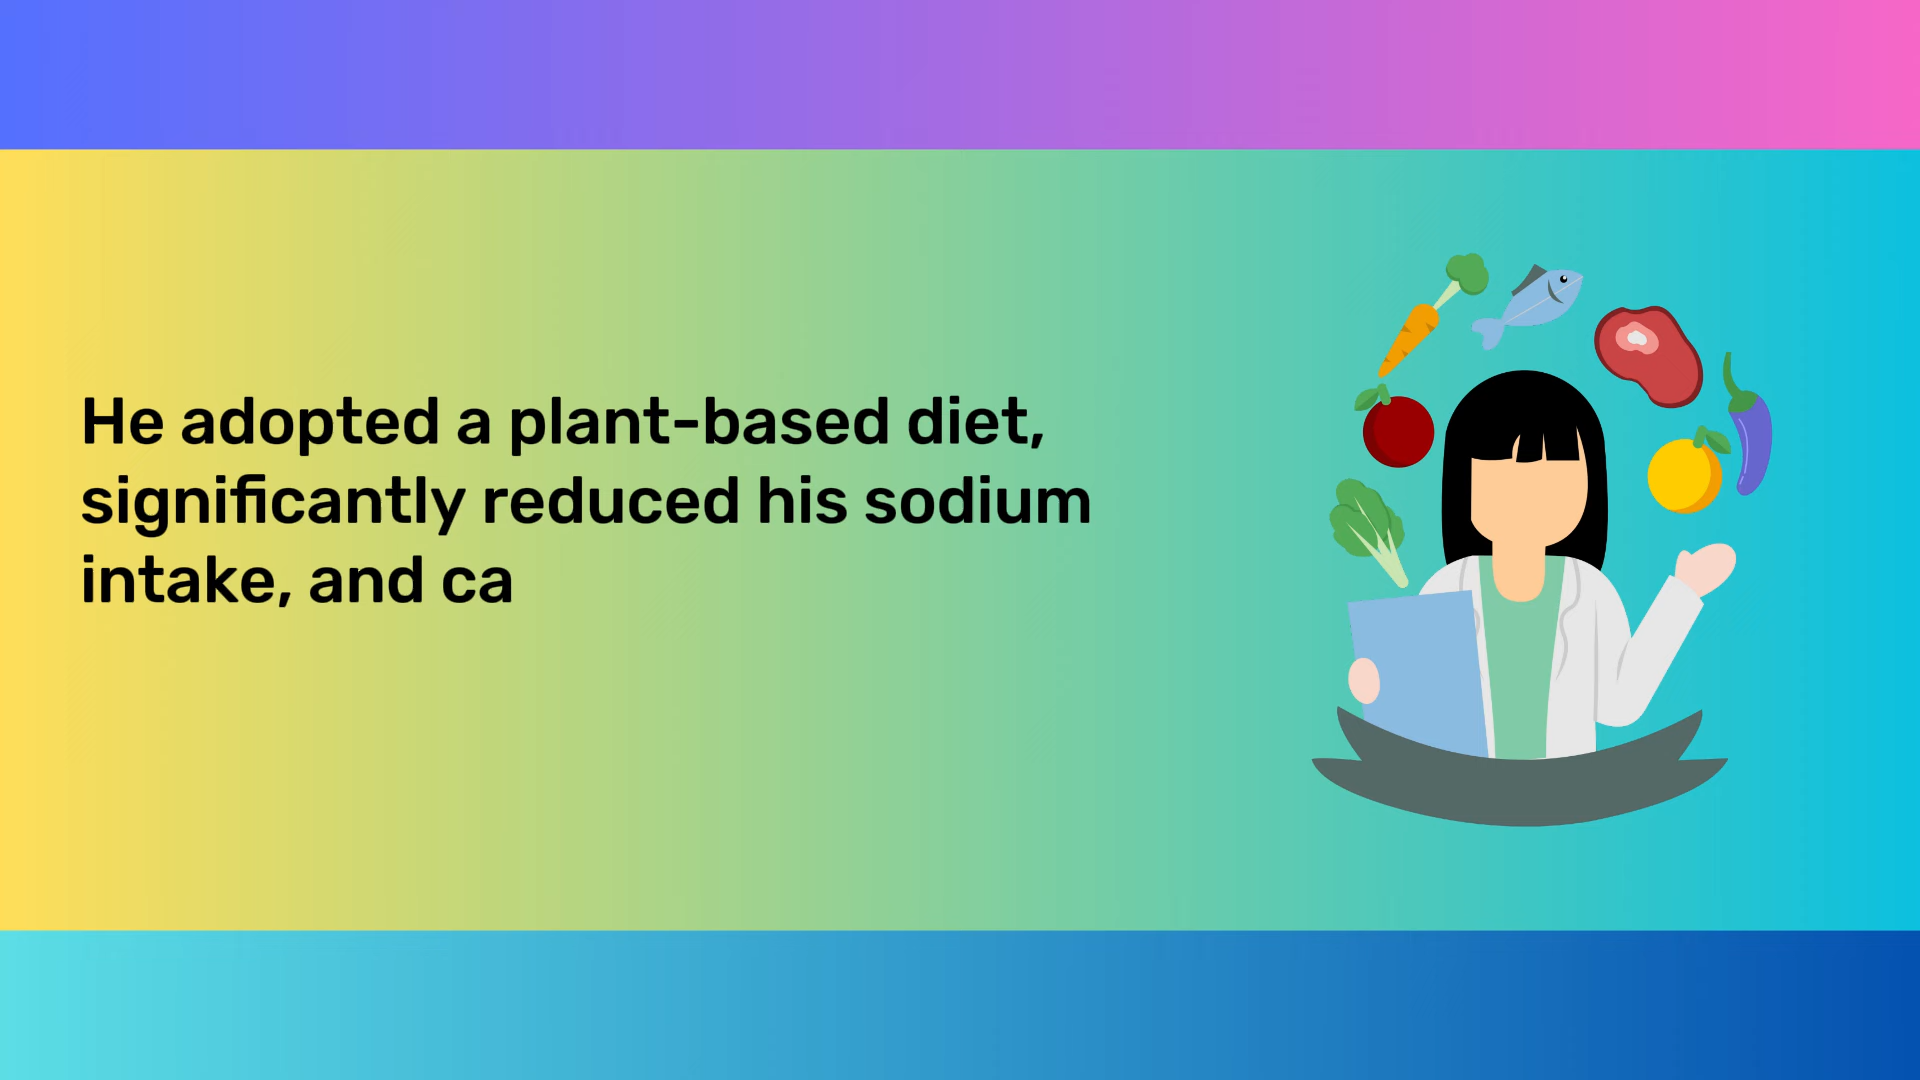 He adopted a plant-based diet,
significantly reduced his sodium
intake, and ca